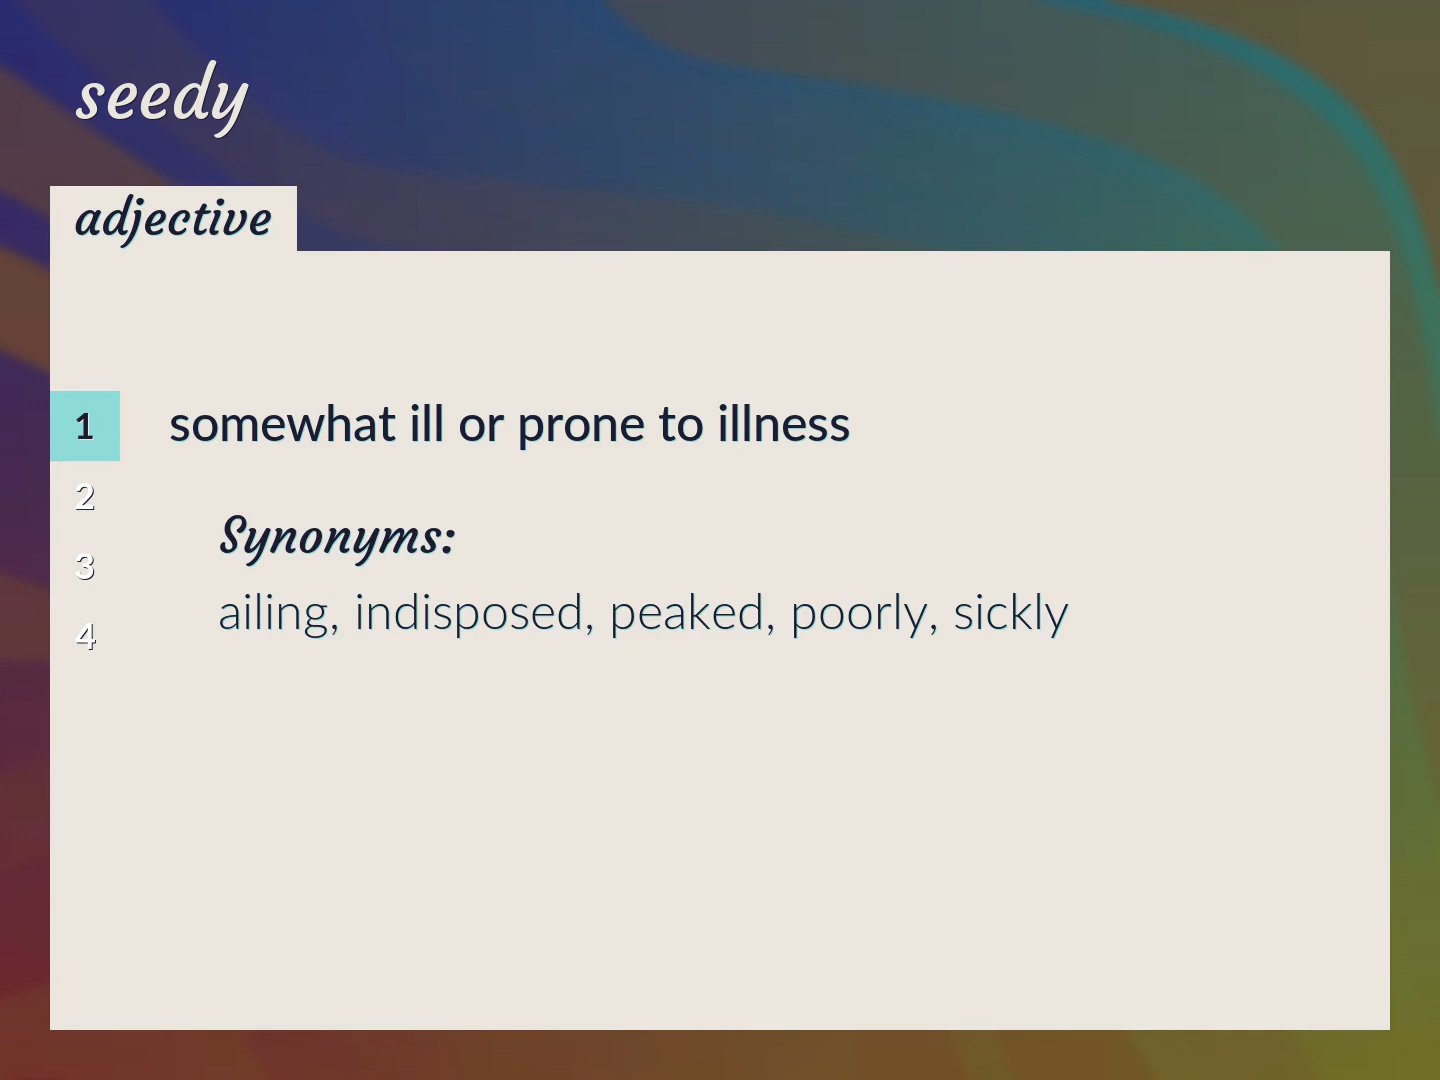 seedy
adjective
1 somewhat ill or prone to illness
2
Synonyms:
3
ailing, indisposed, peaked, poorly, sickly
4